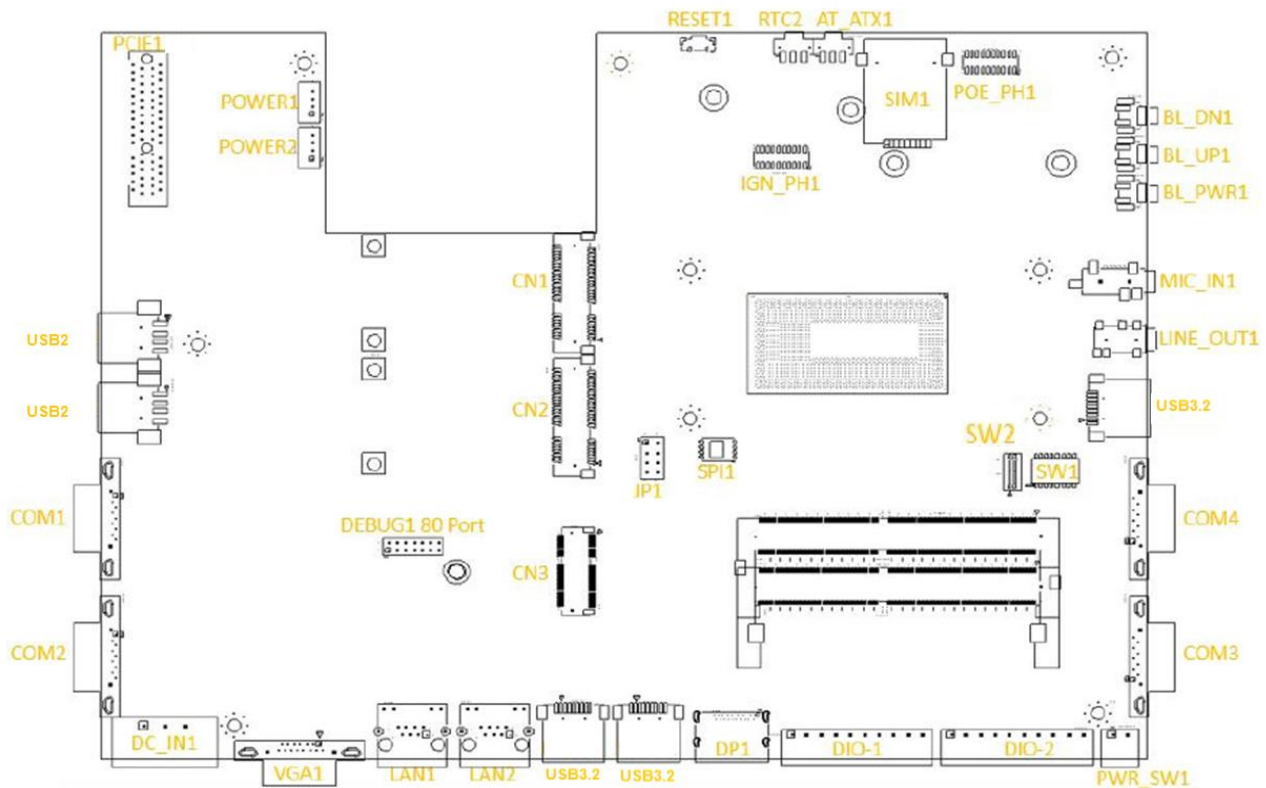 RESET1
RTC2
AT_ATX1
PCIE1
POWER1
POWER2
SIM1
POE_PH1
IGN_PH1
BL_DN1
BL_UP1
BL_PWR1
CN1
MIC_IN1
USB2
LINE_OUT1
USB2
CN2
USB3.2
SW2
JP1
SPI1
SW1
COM1
DEBUG1 80 Port
COM4
CN3
COM2
COM3
DC_IN1
VGA1
LAN1
LAN2
USB3.2
USB3.2
DP1
DIO-1
DIO-2
PWR_SW1